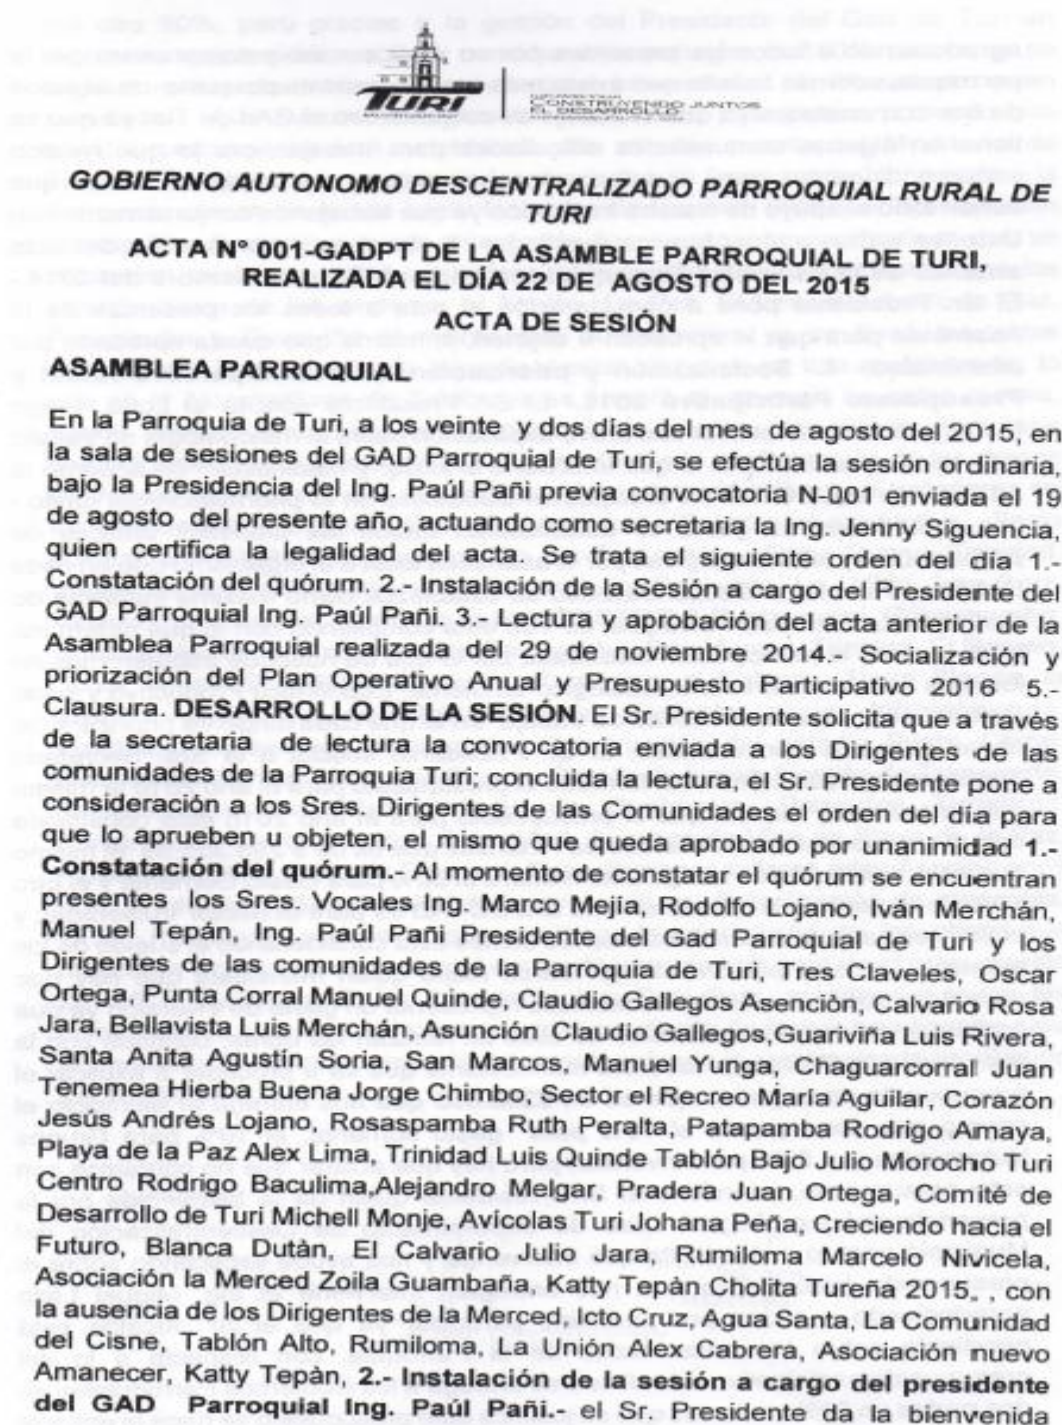 TURI
CONSTRUYENDO JUNTOS
GOBIERNO AUTONOMO DESCENTRALIZADO PARROQUIAL RURAL DE
TURI
ACTA N° 001-GADPT DE LA ASAMBLE PARROQUIAL DE TURI,
REALIZADA EL DÍA 22 DE AGOSTO DEL 2015
ACTA DE SESIÓN
ASAMBLEA PARROQUIAL
En la Parroquia de Turi, a los veinte y dos días del mes de agosto del 2015, en
la sala de sesiones del GAD Parroquial de Turi, se efectúa la sesión ordinaria,
bajo la Presidencia del Ing. Paúl Pañi previa convocatoria N-001 enviada el 19
de agosto del presente año, actuando como secretaria la Ing. Jenny Siguencia,
quien certifica la legalidad del acta. Se trata el siguiente orden del día 1.-
Constatación del quórum. 2.- Instalación de la Sesión a cargo del Presidente del
GAD Parroquial Ing. Paúl Pañi. 3.- Lectura y aprobación del acta anterior de la
Asamblea Parroquial realizada del 29 de noviembre 2014.- Socialización y
priorización del Plan Operativo Anual y Presupuesto Participativo 2016 5.-
Clausura. DESARROLLO DE LA SESIÓN. El Sr. Presidente solicita que a través
de la secretaria de lectura la convocatoria enviada a los Dirigentes de las
comunidades de la Parroquia Turi; concluida la lectura, el Sr. Presidente pone a
consideración a los Sres. Dirigentes de las Comunidades el orden del día para
que lo aprueben u objeten, el mismo que queda aprobado por unanimidad 1.-
Constatación del quórum.- Al momento de constatar el quórum se encuentran
presentes los Sres. Vocales Ing. Marco Mejía, Rodolfo Lojano, Iván Merchán,
Manuel Tepán, Ing. Paúl Pañi Presidente del Gad Parroquial de Turi y los
Dirigentes de las comunidades de la Parroquia de Turi, Tres Claveles, Oscar
Ortega, Punta Corral Manuel Quinde, Claudio Gallegos Asenciòn, Calvario Rosa
Jara, Bellavista Luis Merchán, Asunción Claudio Gallegos,Guariviña Luis Rivera,
Santa Anita Agustín Soria, San Marcos, Manuel Yunga, Chaguarcorral Juan
Tenemea Hierba Buena Jorge Chimbo, Sector el Recreo María Aguilar, Corazón
Jesús Andrés Lojano, Rosaspamba Ruth Peralta, Patapamba Rodrigo Amaya,
Playa de la Paz Alex Lima, Trinidad Luis Quinde Tablón Bajo Julio Morocho Turi
Centro Rodrigo Baculima,Alejandro Melgar, Pradera Juan Ortega, Comité de
Desarrollo de Turi Michell Monje, Avícolas Turi Johana Peña, Creciendo hacia el
Futuro, Blanca Dutàn, El Calvario Julio Jara, Rumiloma Marcelo Nivicela,
Asociación la Merced Zoila Guambaña, Katty Tepàn Cholita Tureña 2015, , con
la ausencia de los Dirigentes de la Merced, Icto Cruz, Agua Santa, La Comunidad
del Cisne, Tablón Alto, Rumiloma, La Unión Alex Cabrera, Asociación nuevo
Amanecer, Katty Tepàn, 2.- Instalación de la sesión a cargo del presidente
del GAD Parroquial Ing. Paúl Pañi.- el Sr. Presidente da la bienvenida